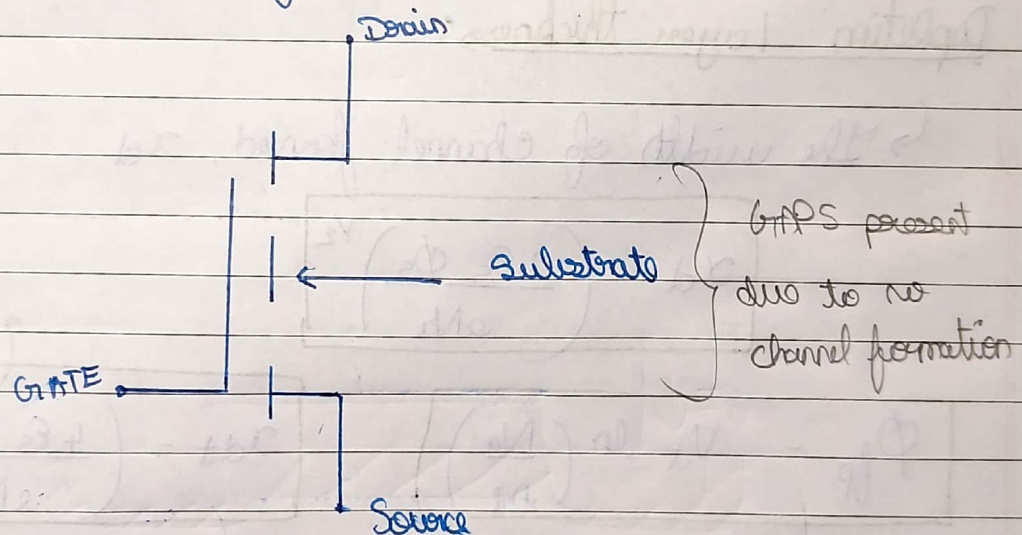 Drain
Substrate
GAPS present
due to no
channel formation
GATE
Source